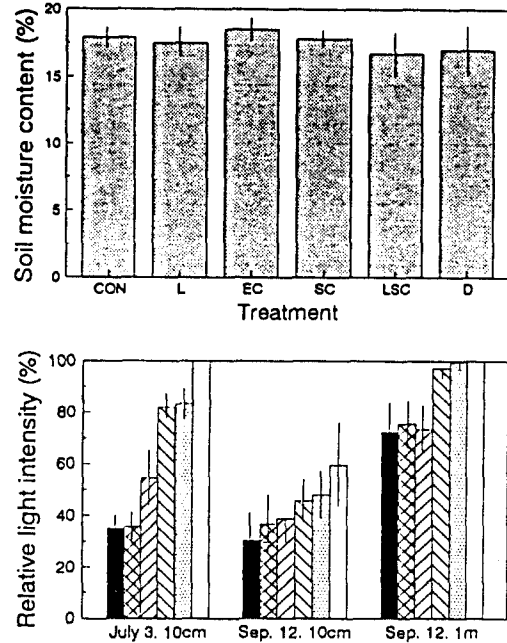 Soil moisture content (%)
20
15
10
5
0
CON L EC SC LSC D
Treatment
Relative light intensity (%)
100
80
60
40
20
0
July 3. 10cm Sep. 12. 10cm Sep. 12. 1m